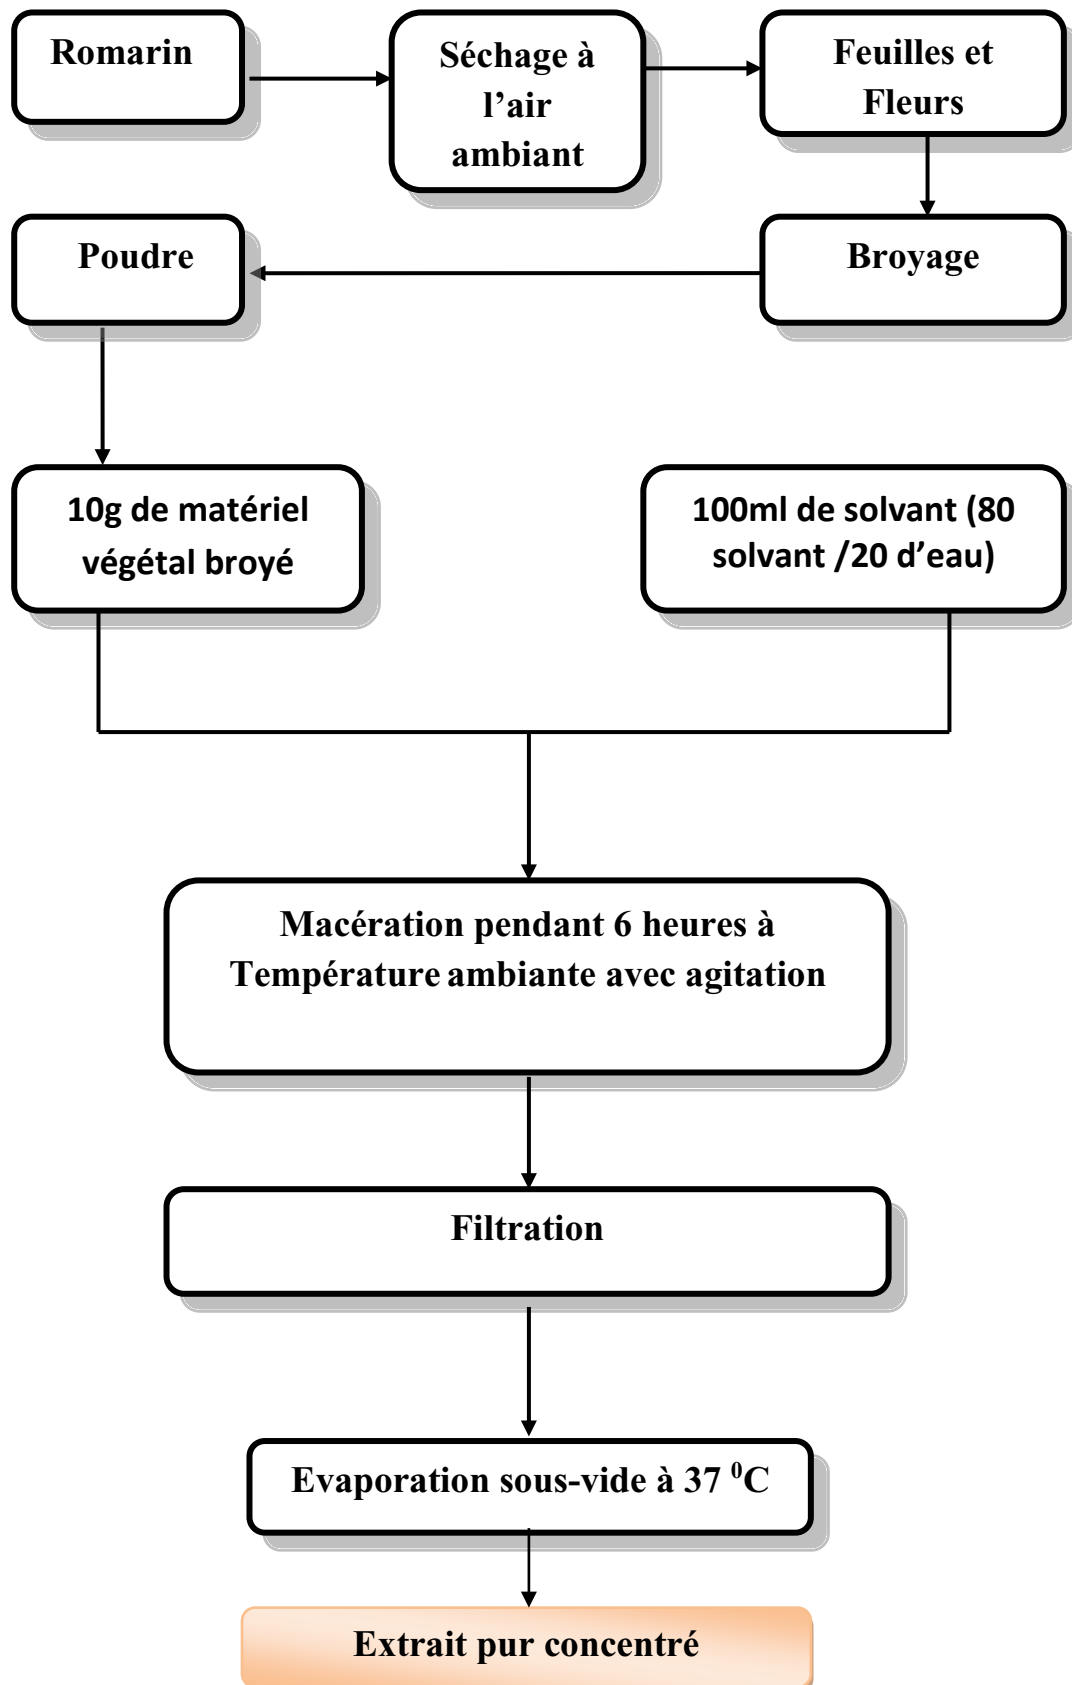 Romarin
Séchage à
l’air
ambiant
Feuilles et
Fleurs
Poudre
Broyage
10g de matériel
végétal broyé
100ml de solvant (80
solvant /20 d’eau)
Macération pendant 6 heures à
Température ambiante avec agitation
Filtration
Evaporation sous-vide à 37 ⁰C
Extrait pur concentré